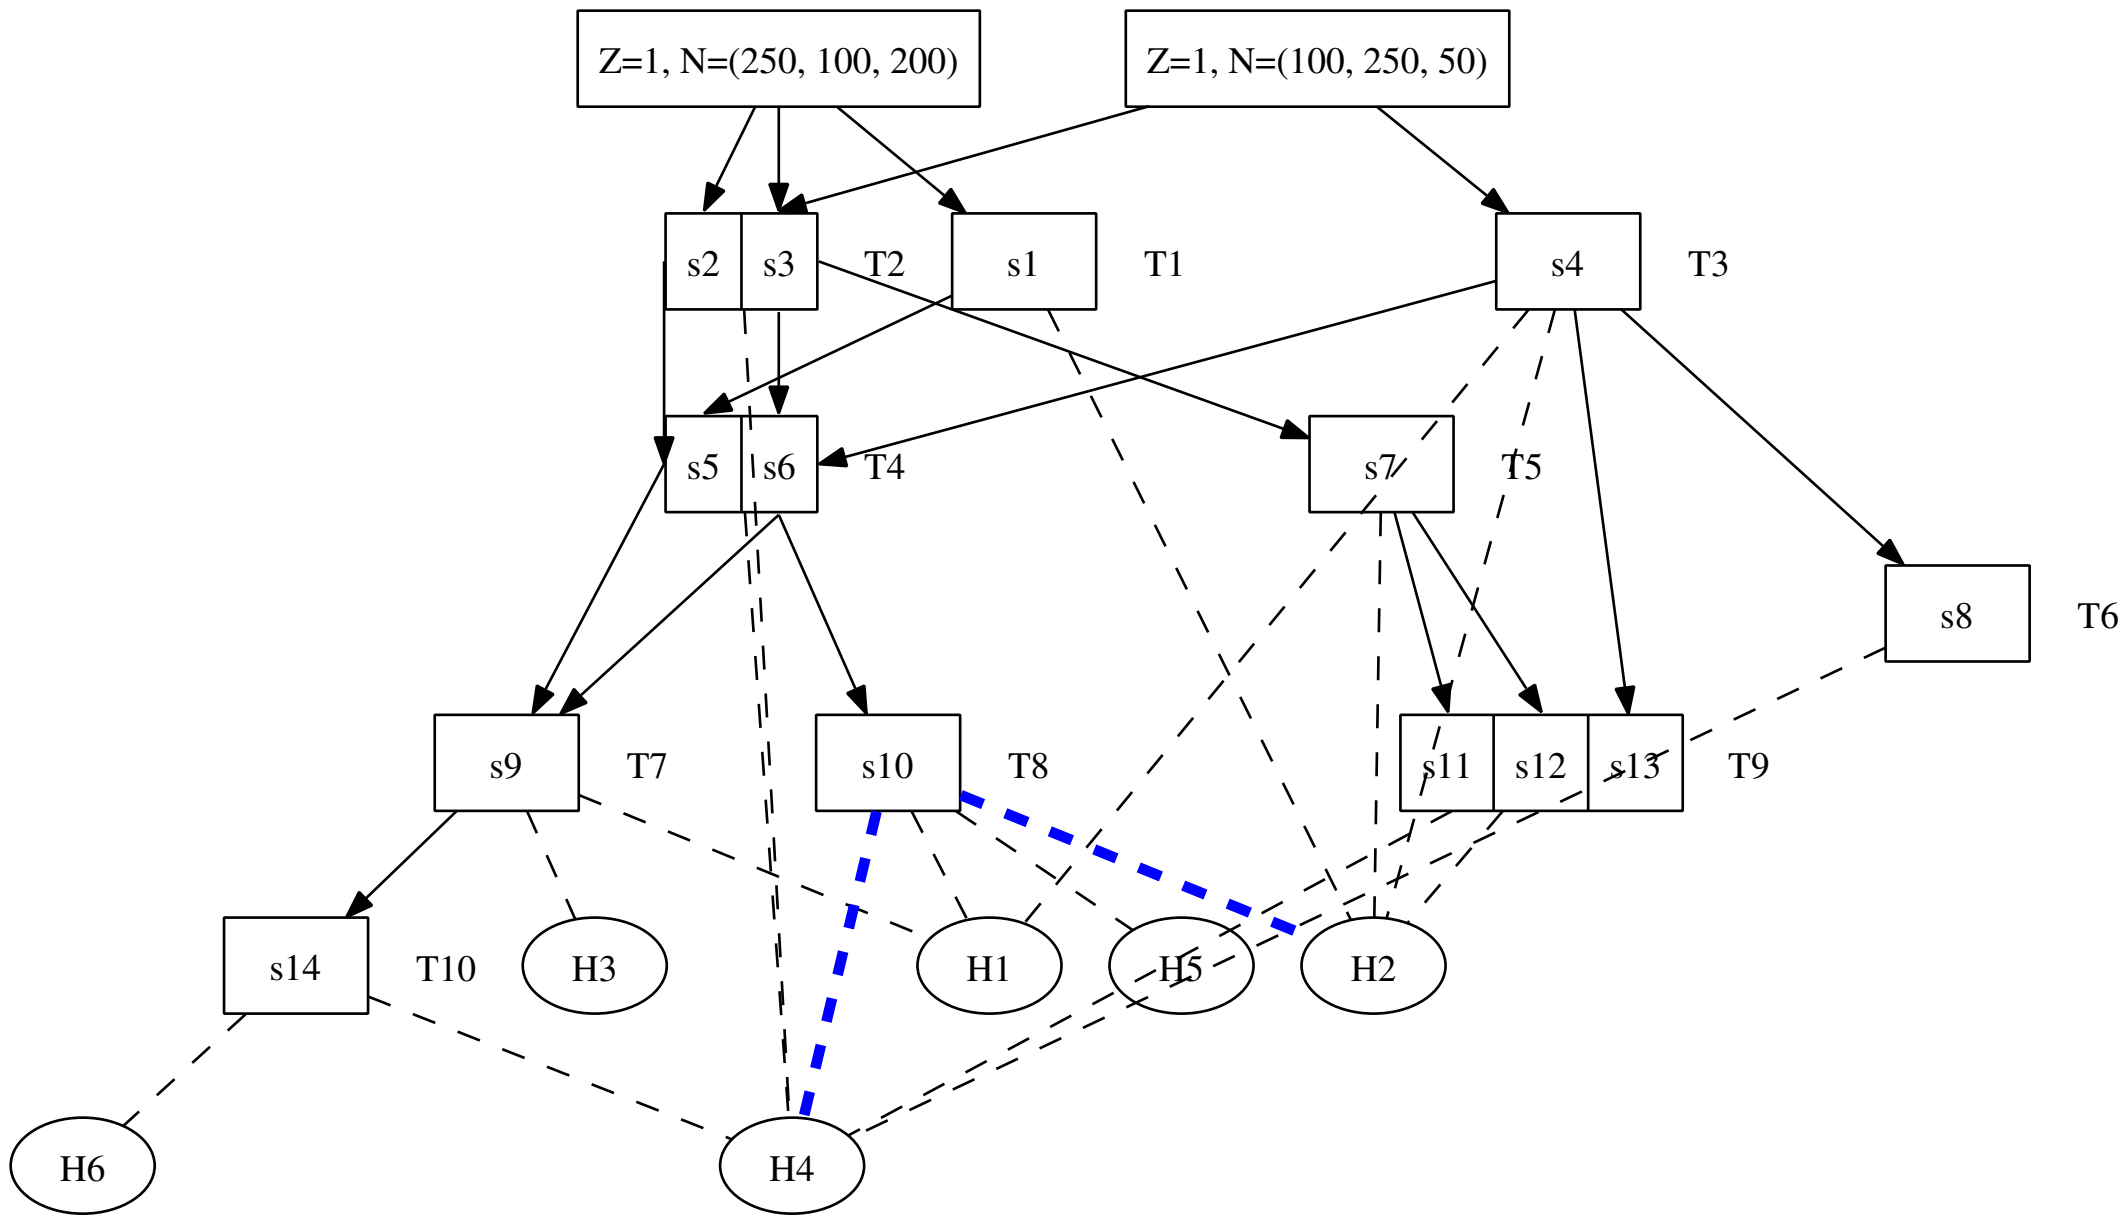 Z=1, N=(250, 100, 200)
Z=1, N=(100, 250, 50)
s2
s3
T2
s1
T1
s4
T3
s5
s6
T4
s7
T5
s8
T6
s9
T7
s10
T8
s11
s12
s13
T9
s14
T10
H3
H1
H5
H2
H6
H4